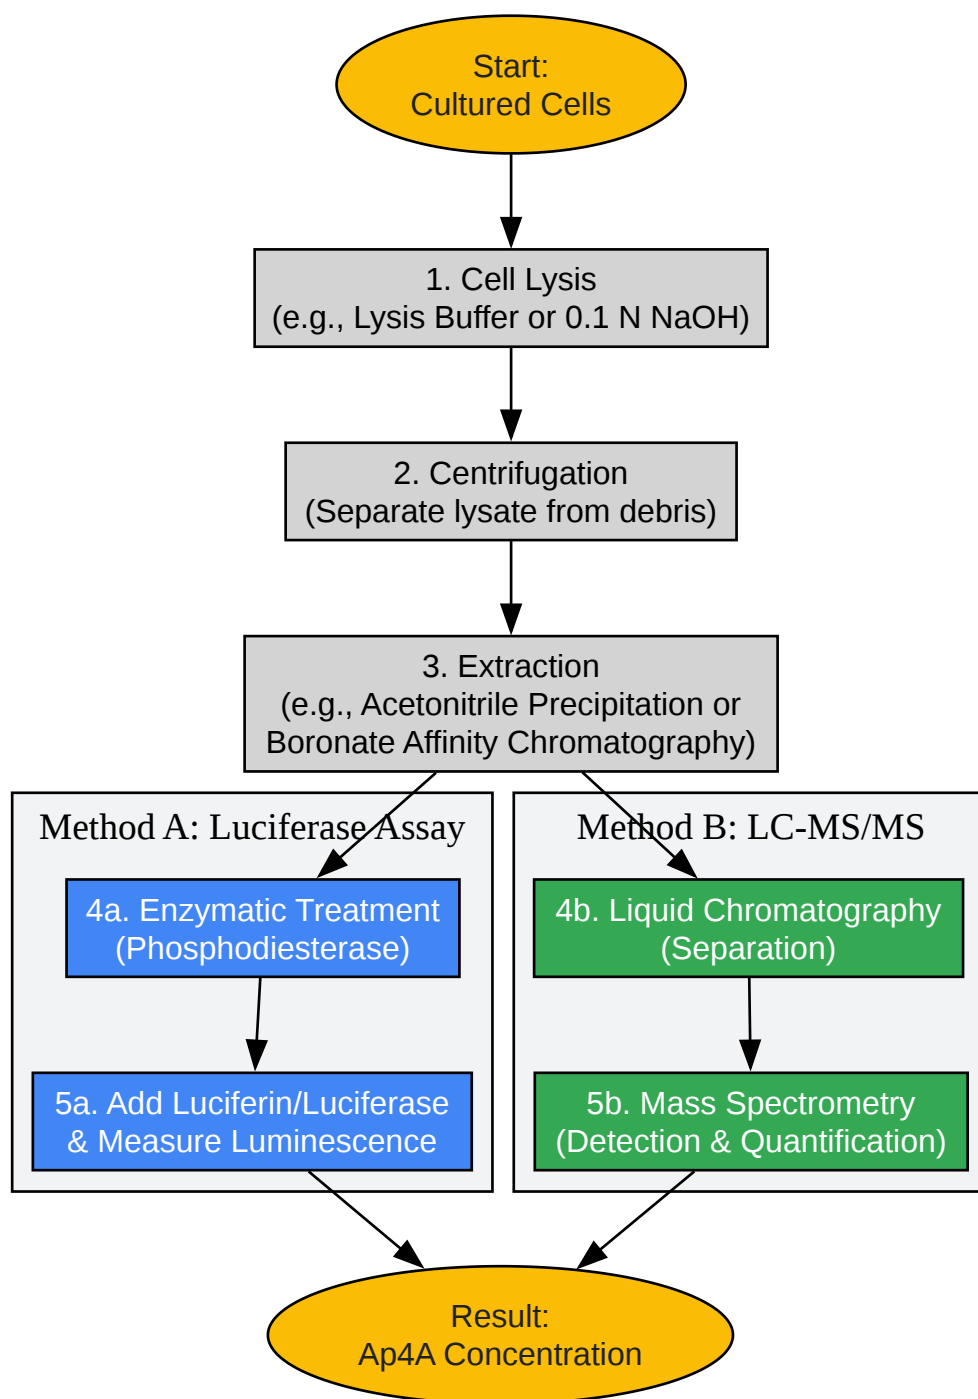 Start:
Cultured Cells
1. Cell Lysis
(e.g., Lysis Buffer or 0.1 N NaOH)
2. Centrifugation
(Separate lysate from debris)
3. Extraction
(e.g., Acetonitrile Precipitation or
Boronate Affinity Chromatography)
Method A: Luciferase Assay
4a. Enzymatic Treatment
(Phosphodiesterase)
5a. Add Luciferin/Luciferase
& Measure Luminescence
Method B: LC-MS/MS
4b. Liquid Chromatography
(Separation)
5b. Mass Spectrometry
(Detection & Quantification)
Result:
Ap4A Concentration